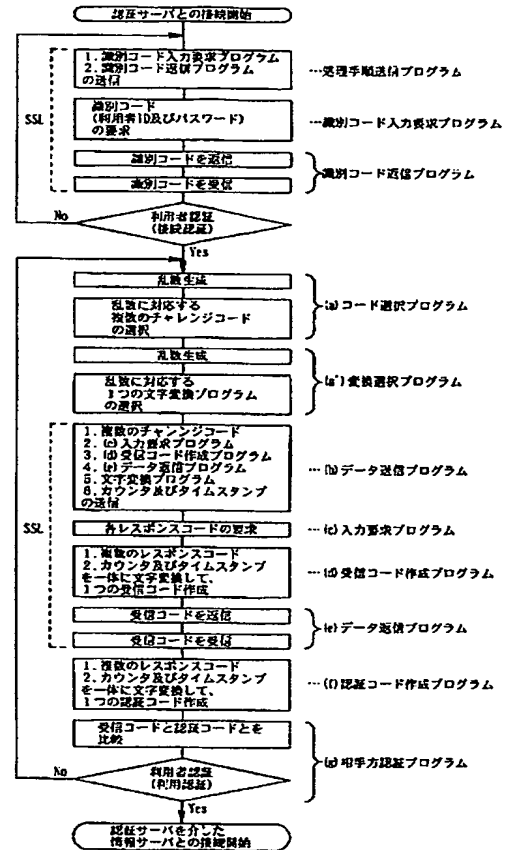 認証サーバとの接続開始
1. 識別コード入力要求プログラム
2. 識別コード返信プログラム
の送信
…処理手順送信プログラム
SSL
識別コード
(利用者ID及びパスワード)
の要求
…識別コード入力要求プログラム
識別コードを返信
識別コードを受信
識別コード返信プログラム
No
利用者認証
(接続認証)
Yes
乱数生成
乱数に対応する
複数のチャレンジコード
の選択
(a)コード選択プログラム
乱数生成
乱数に対応する
1つの文字変換プログラム
の選択
(a')変換選択プログラム
1. 複数のチャンレジコード
2. (c)入力要求プログラム
3. (d)受信コード作成プログラム
4. (e)データ返信プログラム
5. 文字変換プログラム
6. カウンタ及びタイムスタンプ
の送信
…(b)データ送信プログラム
SSL
各レスポンスコードの要求
…(c)入力要求プログラム
1. 複数のレスポンスコード
2. カウンタ及びタイムスタンプ
を一体に文字変換して、
1つの受信コード作成
…(d)受信コード作成プログラム
受信コードを返信
受信コードを受信
(e)データ返信プログラム
1. 複数のレスポンスコード
2. カウンタ及びタイムスタンプ
を一体に文字変換して、
1つの認証コード作成
…(f)認証コード作成プログラム
受信コードと認証コードとを
比較
(g)相手方認証プログラム
No
利用者認証
(利用認証)
Yes
認証サーバを介した
情報サーバとの接続開始